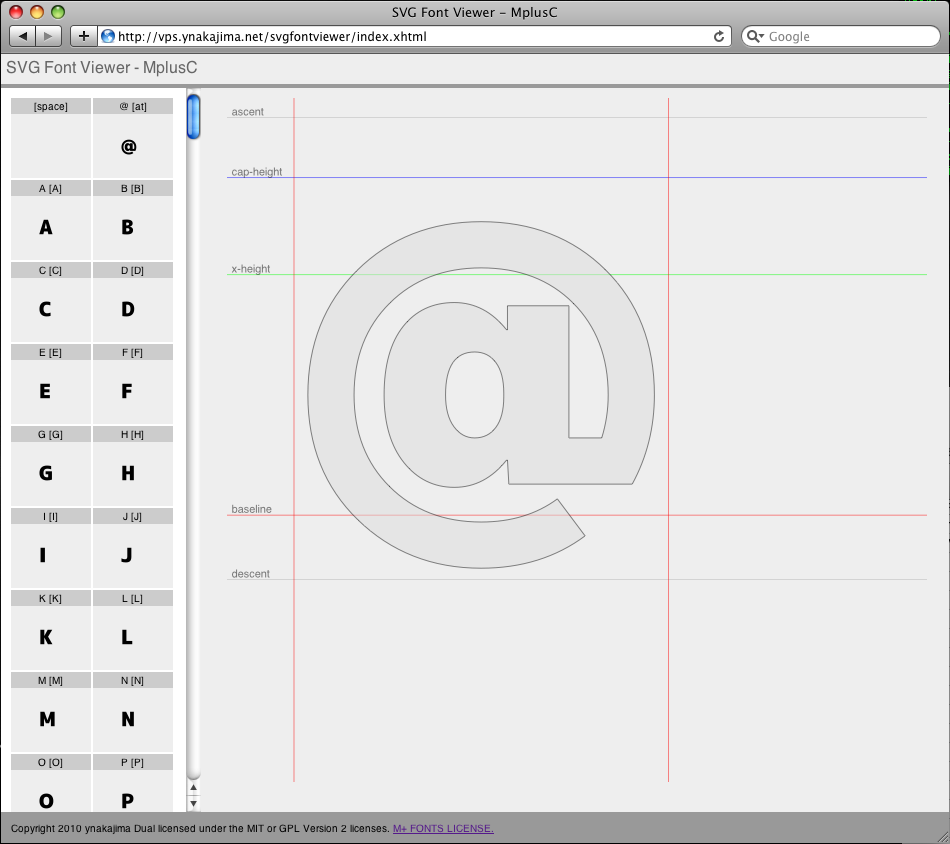 SVG Font Viewer – MplusC
http://vps.ynakajima.net/svgfontviewer/index.xhtml
Google
SVG Font Viewer - MplusC
[space] @ [at]
@
A [A] B [B]
A B
C [C] D [D]
C D
E [E] F [F]
E F
G [G] H [H]
G H
I [I] J [J]
I J
K [K] L [L]
K L
M [M] N [N]
M N
O [O] P [P]
O P
ascent
cap-height
x-height
@
baseline
descent
Copyright 2010 ynakajima Dual licensed under the MIT or GPL Version 2 licenses. M+ FONTS LICENSE.